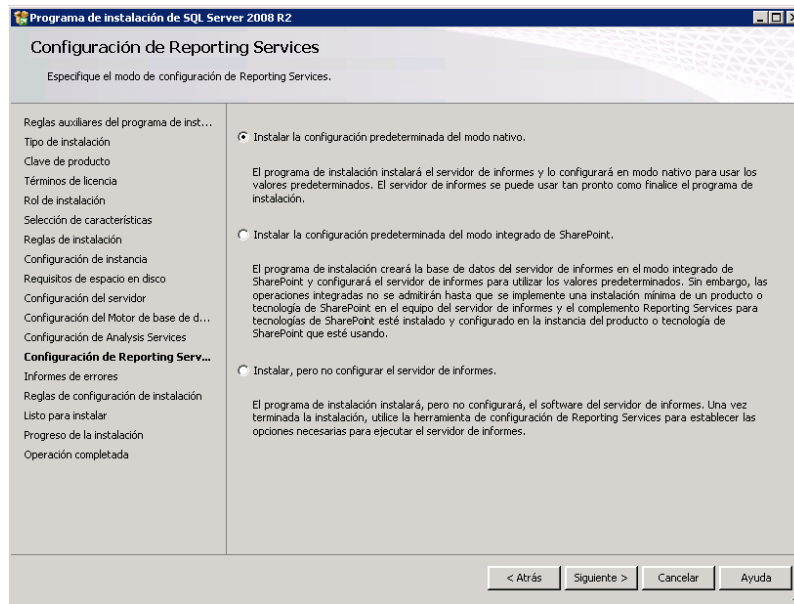 Programa de instalación de SQL Server 2008 R2
Configuración de Reporting Services
Especifique el modo de configuración de Reporting Services.
Reglas auxiliares del programa de inst...
Tipo de instalación
Clave de producto
Términos de licencia
Rol de instalación
Selección de características
Reglas de instalación
Configuración de instancia
Requisitos de espacio en disco
Configuración del servidor
Configuración del Motor de base de d...
Configuración de Analysis Services
Configuración de Reporting Serv...
Informes de errores
Reglas de configuración de instalación
Listo para instalar
Progreso de la instalación
Operación completada
Instalar la configuración predeterminada del modo nativo.
El programa de instalación instalará el servidor de informes y lo configurará en modo nativo para usar los
valores predeterminados. El servidor de informes se puede usar tan pronto como finalice el programa de
instalación.
Instalar la configuración predeterminada del modo integrado de SharePoint.
El programa de instalación creará la base de datos del servidor de informes en el modo integrado de
SharePoint y configurará el servidor de informes para utilizar los valores predeterminados. Sin embargo, las
operaciones integradas no se admitirán hasta que se implemente una instalación mínima de un producto o
tecnología de SharePoint en el equipo del servidor de informes y el complemento Reporting Services para
tecnologías de SharePoint esté instalado y configurado en la instancia del producto o tecnología de
SharePoint que esté usando.
Instalar, pero no configurar el servidor de informes.
El programa de instalación instalará, pero no configurará, el software del servidor de informes. Una vez
terminada la instalación, utilice la herramienta de configuración de Reporting Services para establecer las
opciones necesarias para ejecutar el servidor de informes.
< Atrás
Siguiente >
Cancelar
Ayuda